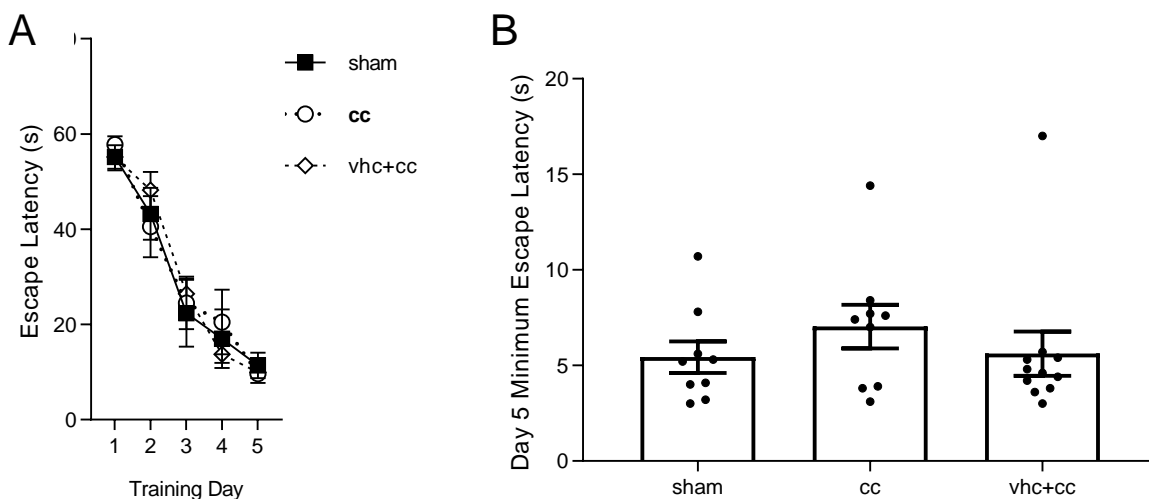 A
sham
cc
vhc+cc
60
40
20
0
Escape Latency (s)
1 2 3 4 5
Training Day
B
20
15
10
5
0
Day 5 Minimum Escape Latency (s)
sham cc vhc+cc